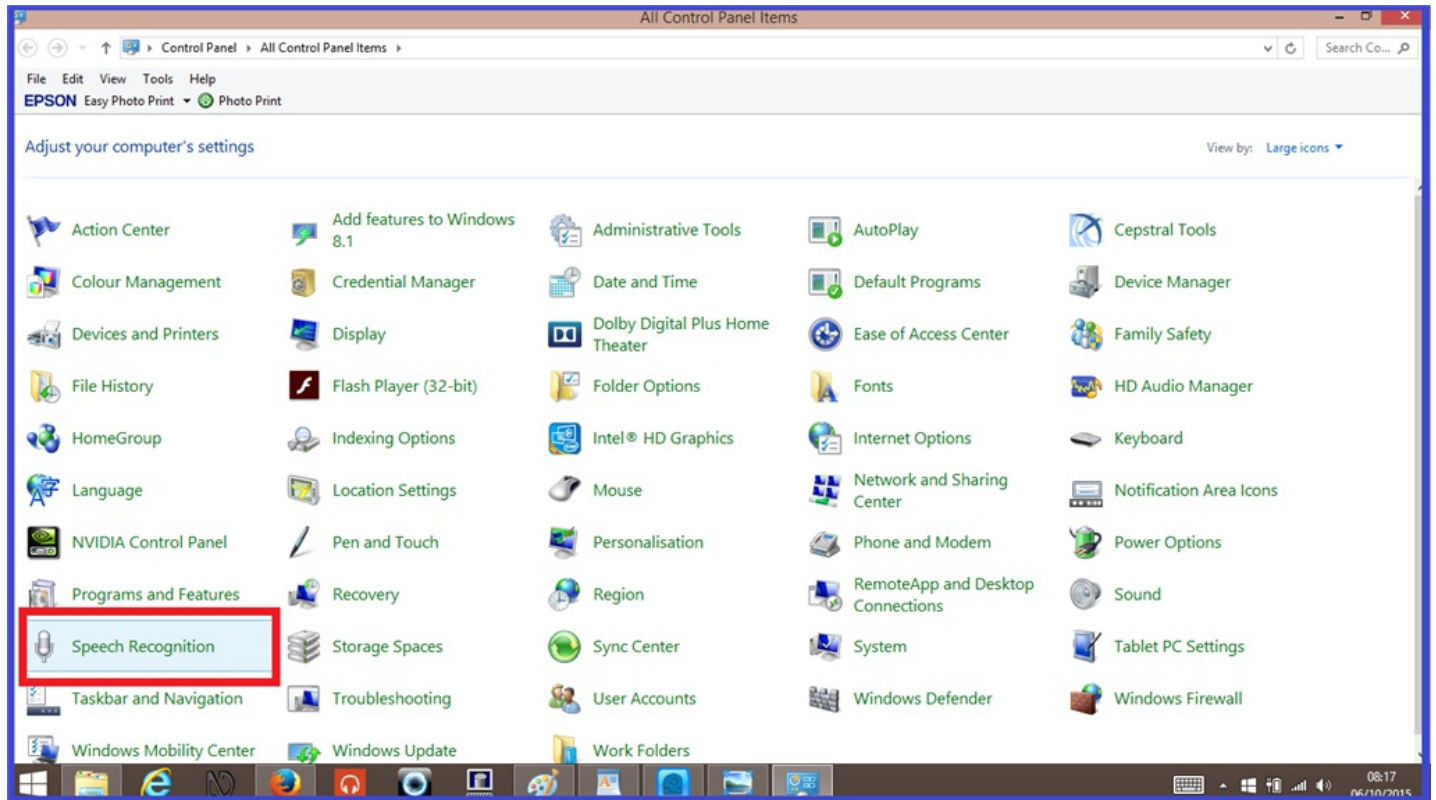 All Control Panel Items
Control Panel All Control Panel Items Search Co...
File Edit View Tools Help
EPSON Easy Photo Print Photo Print
Adjust your computer's settings View by: Large icons
Action Center
Add features to Windows
8.1
Administrative Tools
AutoPlay
Cepstral Tools
Colour Management
Credential Manager
Date and Time
Default Programs
Device Manager
Devices and Printers
Display
Dolby Digital Plus Home
Theater
Ease of Access Center
Family Safety
File History
Flash Player (32-bit)
Folder Options
Fonts
HD Audio Manager
HomeGroup
Indexing Options
Intel® HD Graphics
Internet Options
Keyboard
Language
Location Settings
Mouse
Network and Sharing
Center
Notification Area Icons
NVIDIA Control Panel
Pen and Touch
Personalisation
Phone and Modem
Power Options
Programs and Features
Recovery
Region
RemoteApp and Desktop
Connections
Sound
Speech Recognition
Storage Spaces
Sync Center
System
Tablet PC Settings
Taskbar and Navigation
Troubleshooting
User Accounts
Windows Defender
Windows Firewall
Windows Mobility Center
Windows Update
Work Folders
08:17
06/10/2015